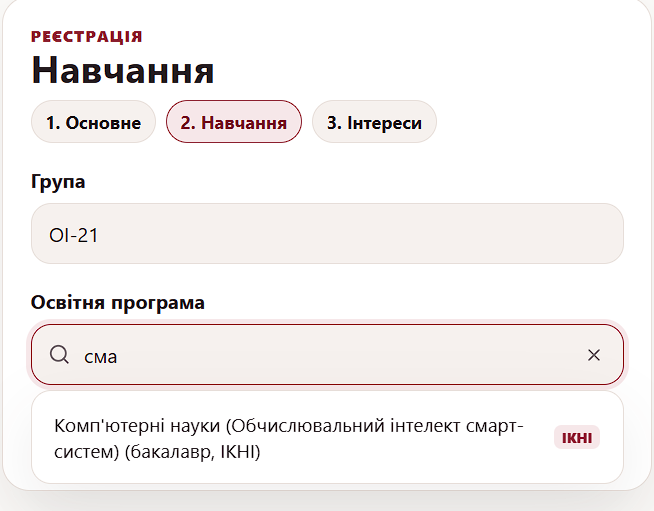 РЕЄСТРАЦІЯ
Навчання
1. Основне 2. Навчання 3. Інтереси
Група
ОІ-21
Освітня програма
сма
Комп'ютерні науки (Обчислювальний інтелект смарт-
систем) (бакалавр, ІКНІ)
ІКНІ